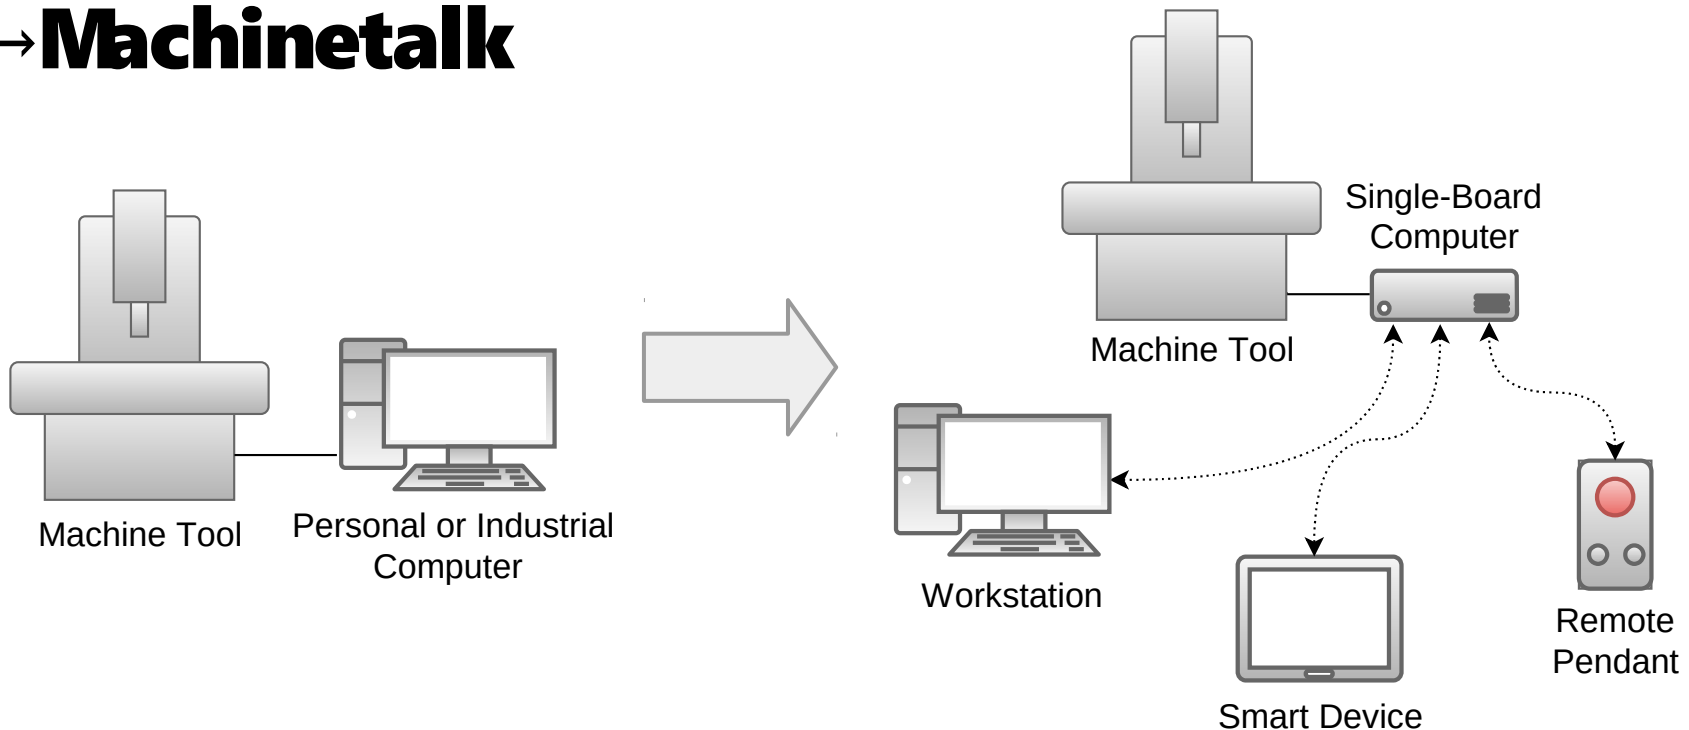 →Machinetalk
Machine Tool
Personal or Industrial
Computer
Single-Board
Computer
Machine Tool
Workstation
Smart Device
Remote
Pendant